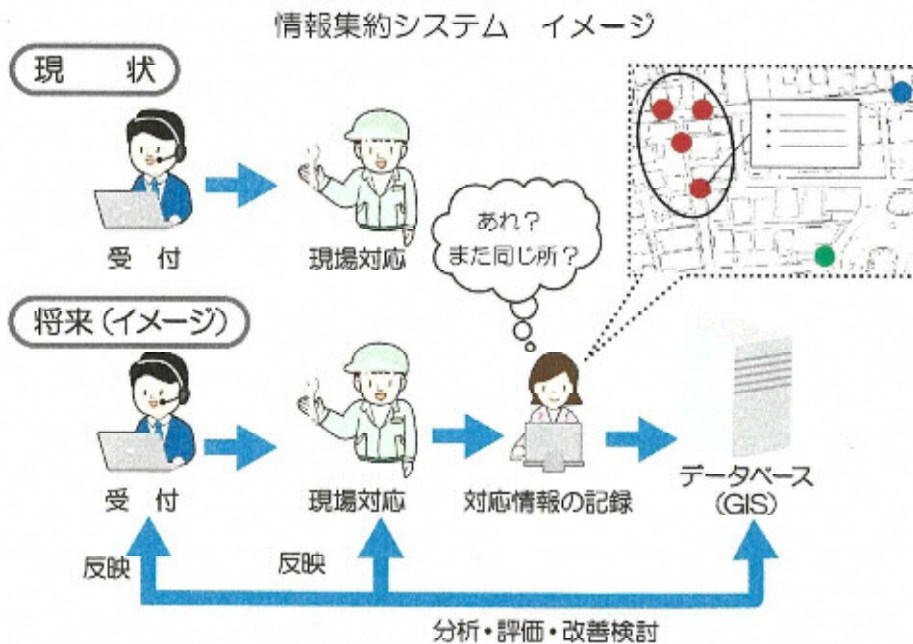 情報集約システム　イメージ
現　状
受　付
現場対応
あれ？
また同じ所？
将来（イメージ）
受　付
現場対応
対応情報の記録
データベース
（GIS）
反映
反映
分析・評価・改善検討